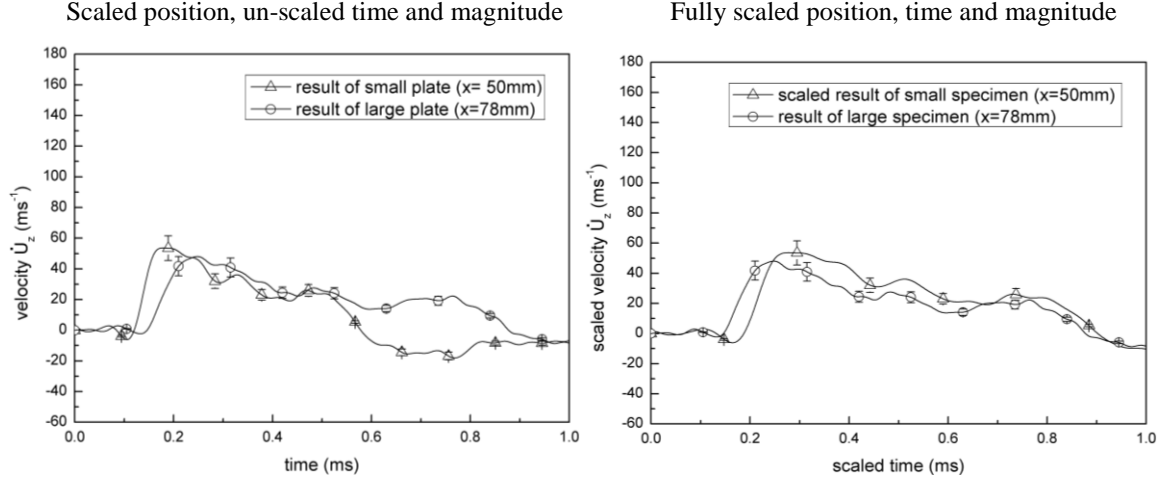 Scaled position, un-scaled time and magnitude
180
160
140
120
100
80
60
40
20
0
-20
-40
-60
velocity U̇z (ms-1)
result of small plate (x= 50mm)
result of large plate (x=78mm)
0.0 0.2 0.4 0.6 0.8 1.0
time (ms)
Fully scaled position, time and magnitude
180
160
140
120
100
80
60
40
20
0
-20
-40
-60
scaled velocity U̇z (ms-1)
scaled result of small specimen (x=50mm)
result of large specimen (x=78mm)
0.0 0.2 0.4 0.6 0.8 1.0
scaled time (ms)